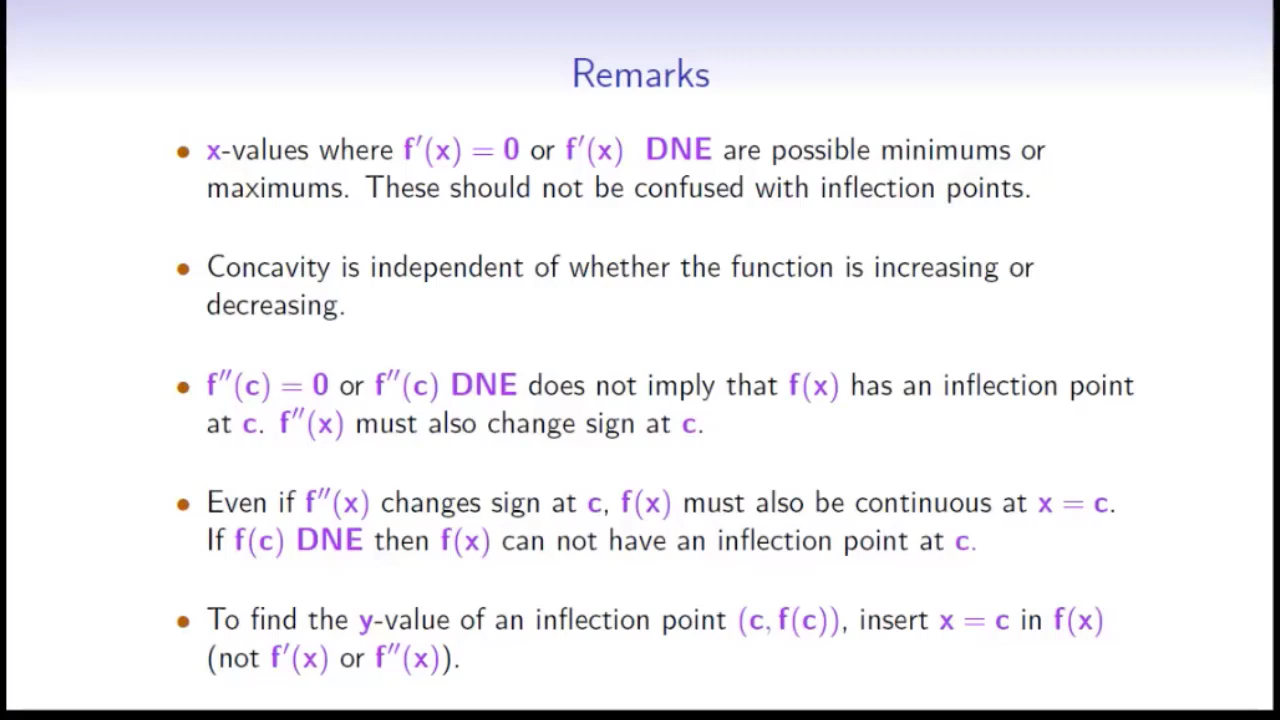 Remarks
• x-values where f′(x) = 0 or f′(x) DNE are possible minimums or
maximums. These should not be confused with inflection points.
• Concavity is independent of whether the function is increasing or
decreasing.
• f′′(c) = 0 or f′′(c) DNE does not imply that f(x) has an inflection point
at c. f′′(x) must also change sign at c.
• Even if f′′(x) changes sign at c, f(x) must also be continuous at x = c.
If f(c) DNE then f(x) can not have an inflection point at c.
• To find the y-value of an inflection point (c, f(c)), insert x = c in f(x)
(not f′(x) or f′′(x)).